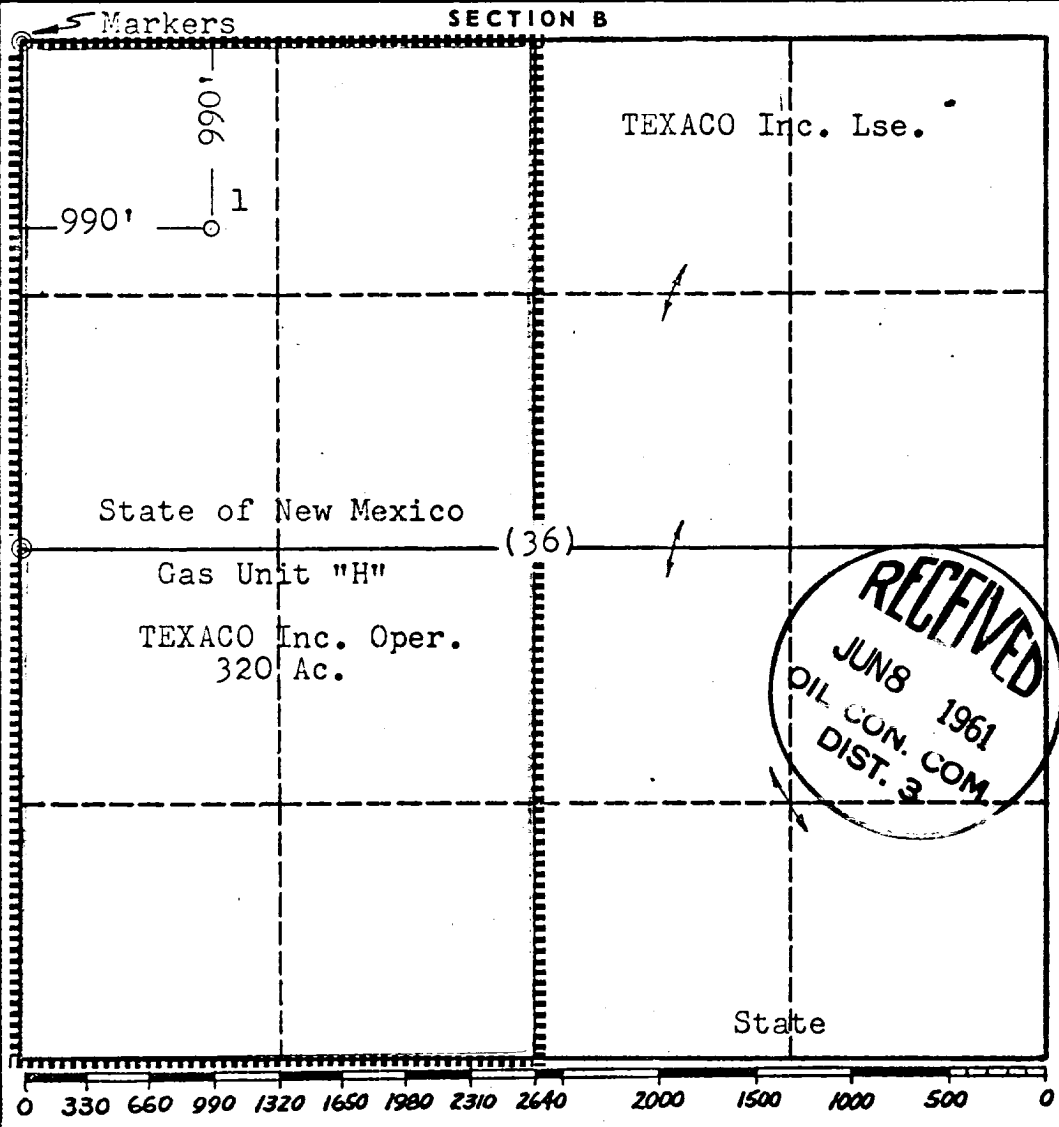 SECTION B
Markers
990'
TEXACO Inc. Lse.
990'
1
State of New Mexico
(36)
Gas Unit "H"
TEXACO Inc. Oper.
320 Ac.
RECEIVED
JUN 8 1961
OIL CON. COM
DIST. 3
State
0 330 660 990 1320 1650 1980 2310 2640 2000 1500 1000 500 0